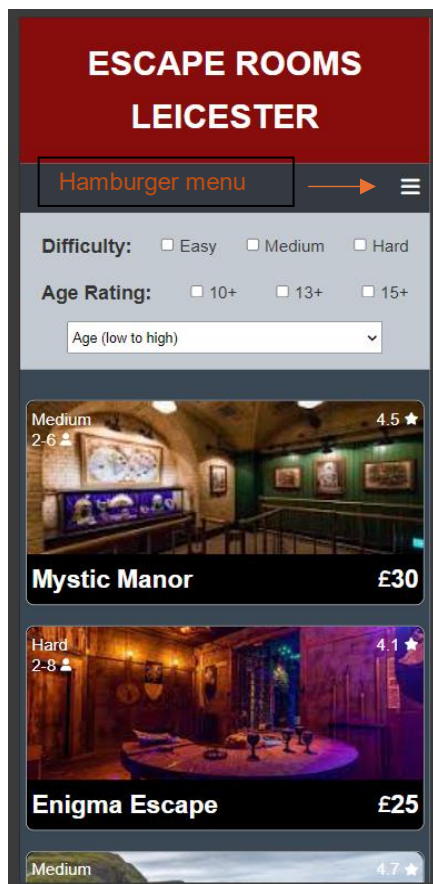 ESCAPE ROOMS
LEICESTER
Hamburger menu
Difficulty: Easy Medium Hard
Age Rating: 10+ 13+ 15+
Age (low to high)
Medium 4.5
2-6
Mystic Manor £30
Hard 4.1
2-8
Enigma Escape £25
Medium 4.7